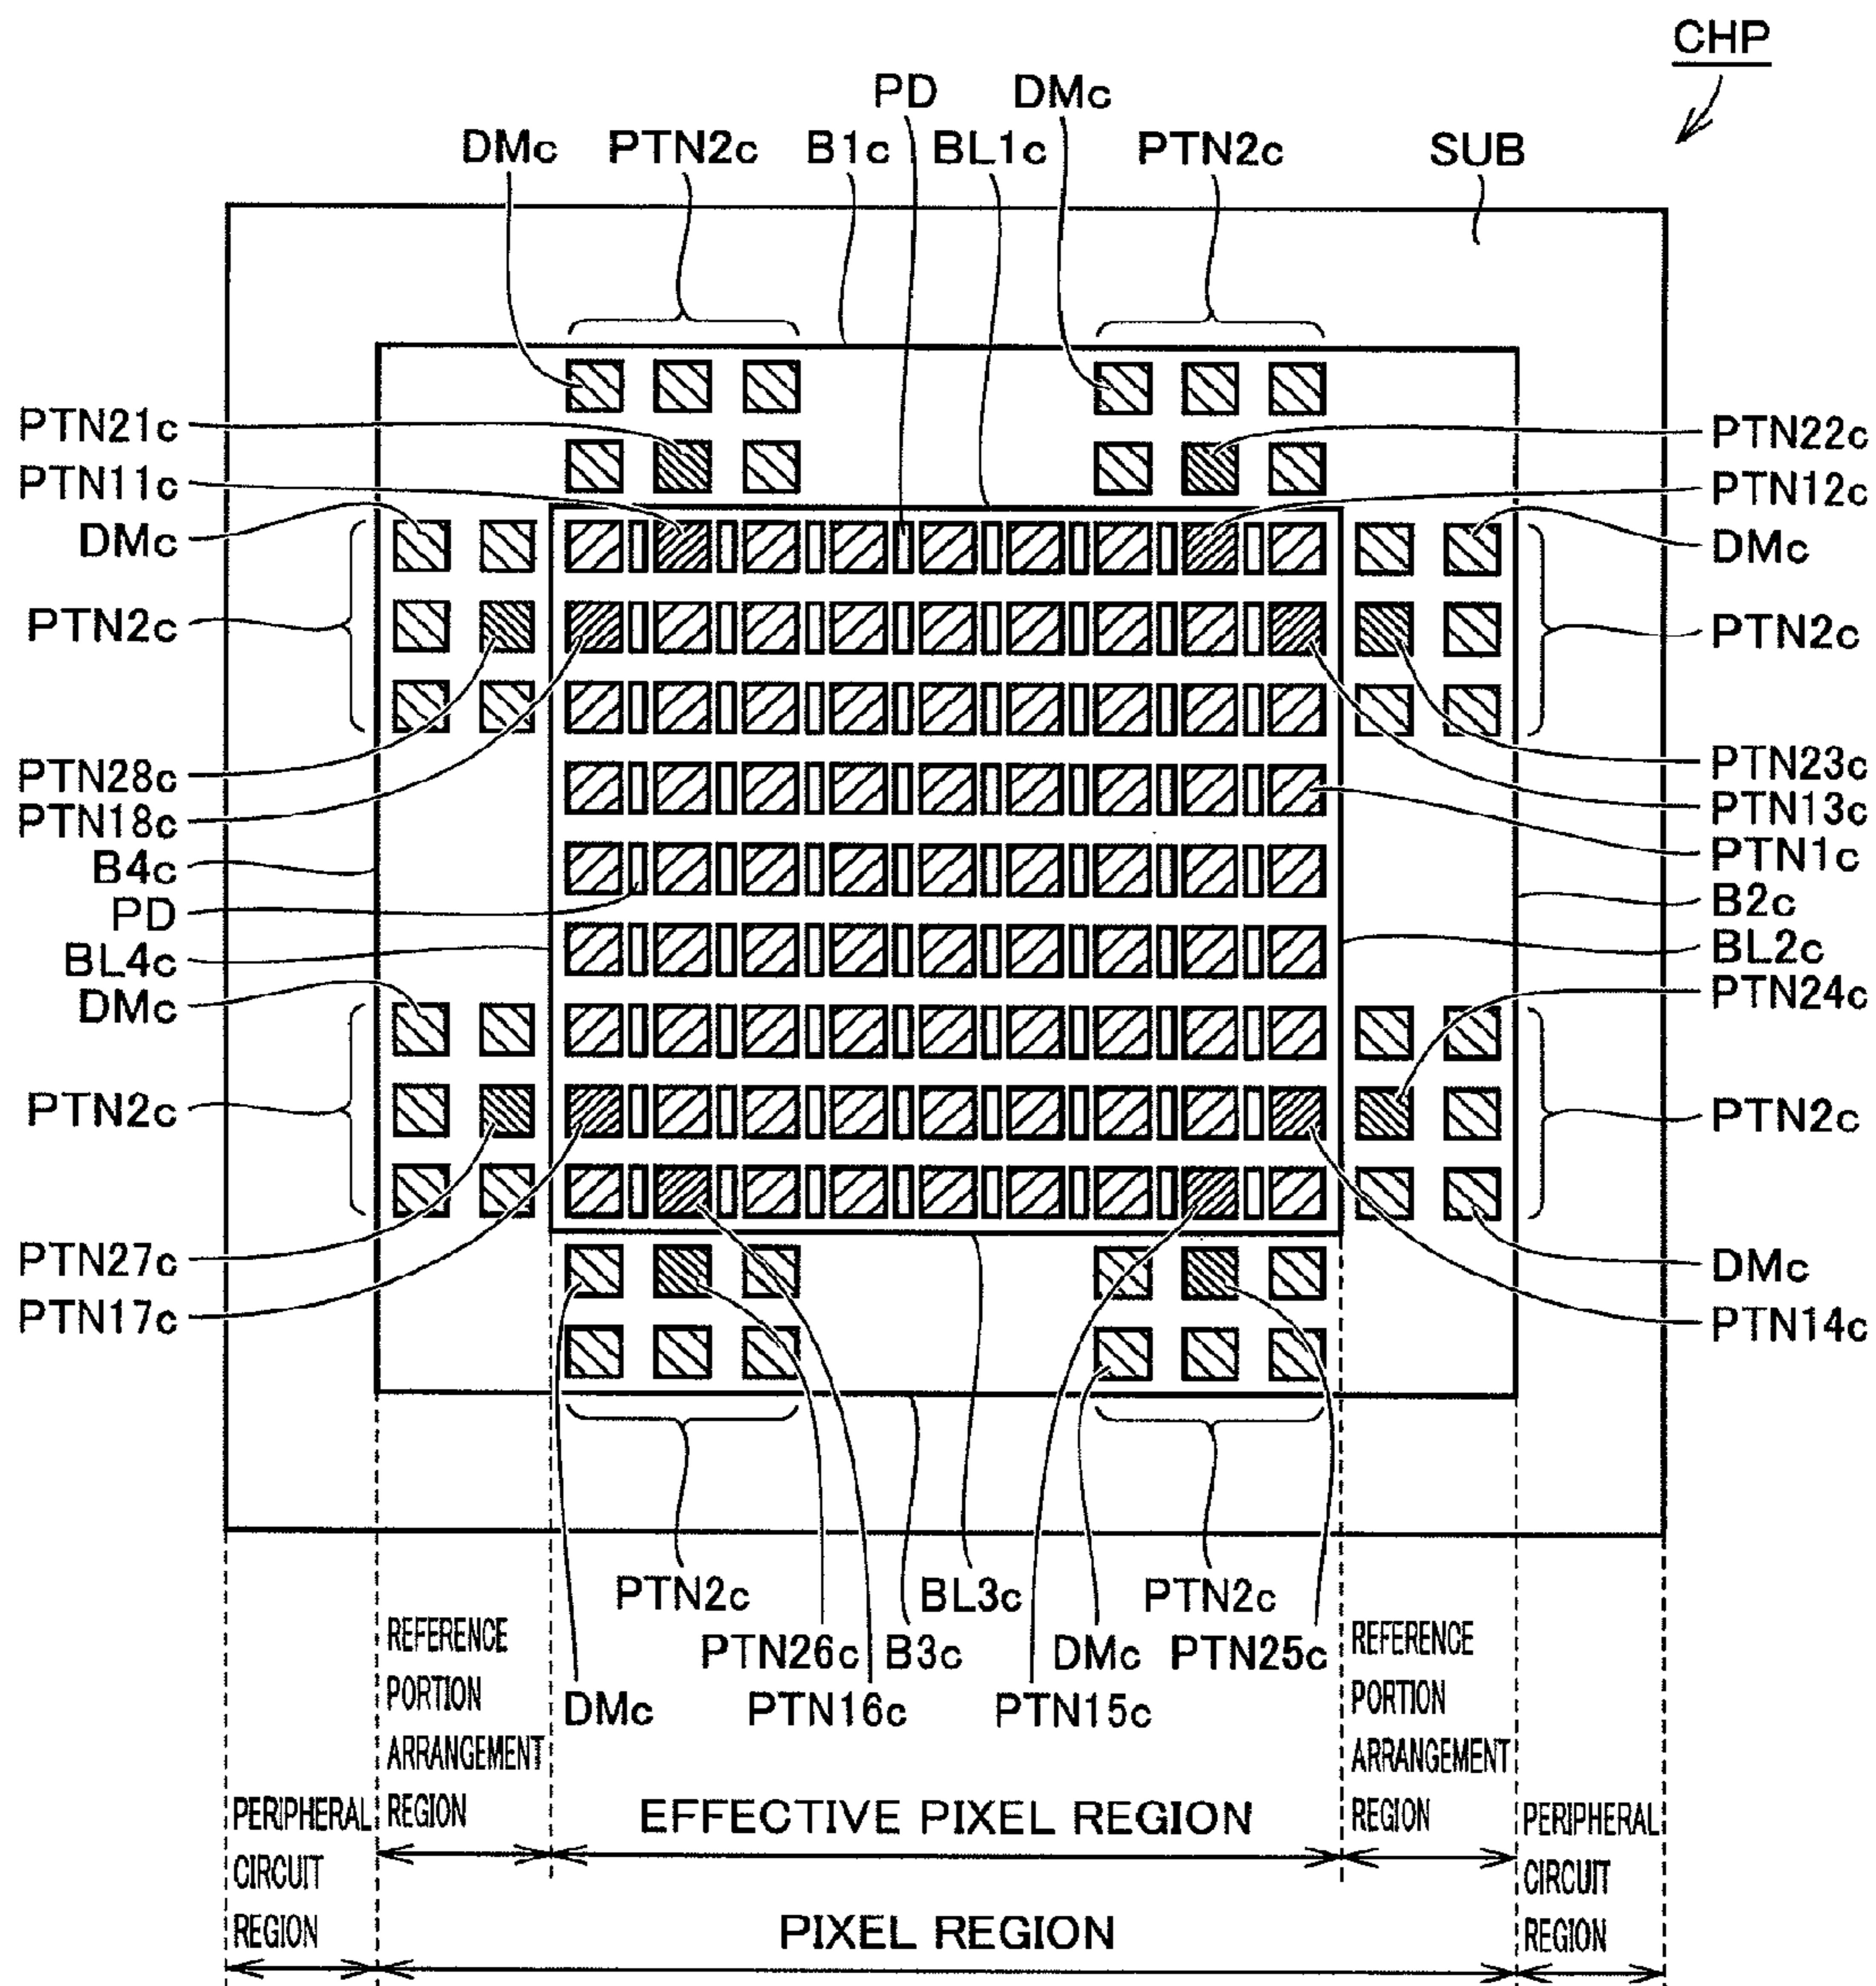 CHP
PD DMc
DMc PTN2c B1c BL1c PTN2c SUB
PTN21c PTN22c
PTN11c PTN12c
DMc DMc
PTN2c PTN2c
PTN28c PTN23c
PTN18c PTN13c
B4c PTN1c
PD B2c
BL4c BL2c
DMc PTN24c
PTN2c PTN2c
PTN27c DMc
PTN17c PTN14c
PTN2c BL3c PTN2c
PTN26c B3c DMc PTN25c
DMc PTN16c PTN15c
REFERENCE
PORTION
ARRANGEMENT
REGION
REFERENCE
PORTION
ARRANGEMENT
REGION
EFFECTIVE PIXEL REGION
PERIPHERAL
CIRCUIT
REGION
PERIPHERAL
CIRCUIT
REGION
PIXEL REGION